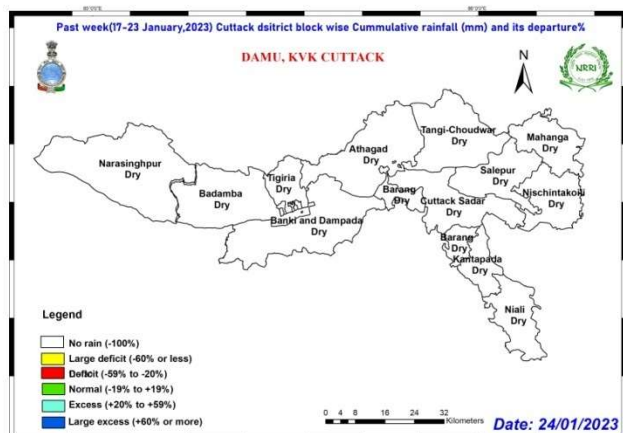 Past week(17-23 January,2023) Cuttack dsitrict block wise Cummulative rainfall (mm) and its departure%
DAMU, KVK CUTTACK
N
NRRI
Tangi-Choudwar
Dry
Mahanga
Dry
Athagad
Dry
Narasinghpur
Dry
Tigiria
Dry
Salepur
Dry
Badamba
Dry
Barang
Dry
Nischintakoili
Dry
Cuttack Sadar
Dry
Banki and Dampada
Dry
Barang
Dry
Kantapada
Dry
Niali
Dry
Legend
No rain (-100%)
Large deficit (-60% or less)
(-59% to -20%)
Normal (-19% to +19%)
Excess (+20% to +59%)
Large excess (+60% or more)
0 4 8 16 24 32
Kilometers
Date: 24/01/2023